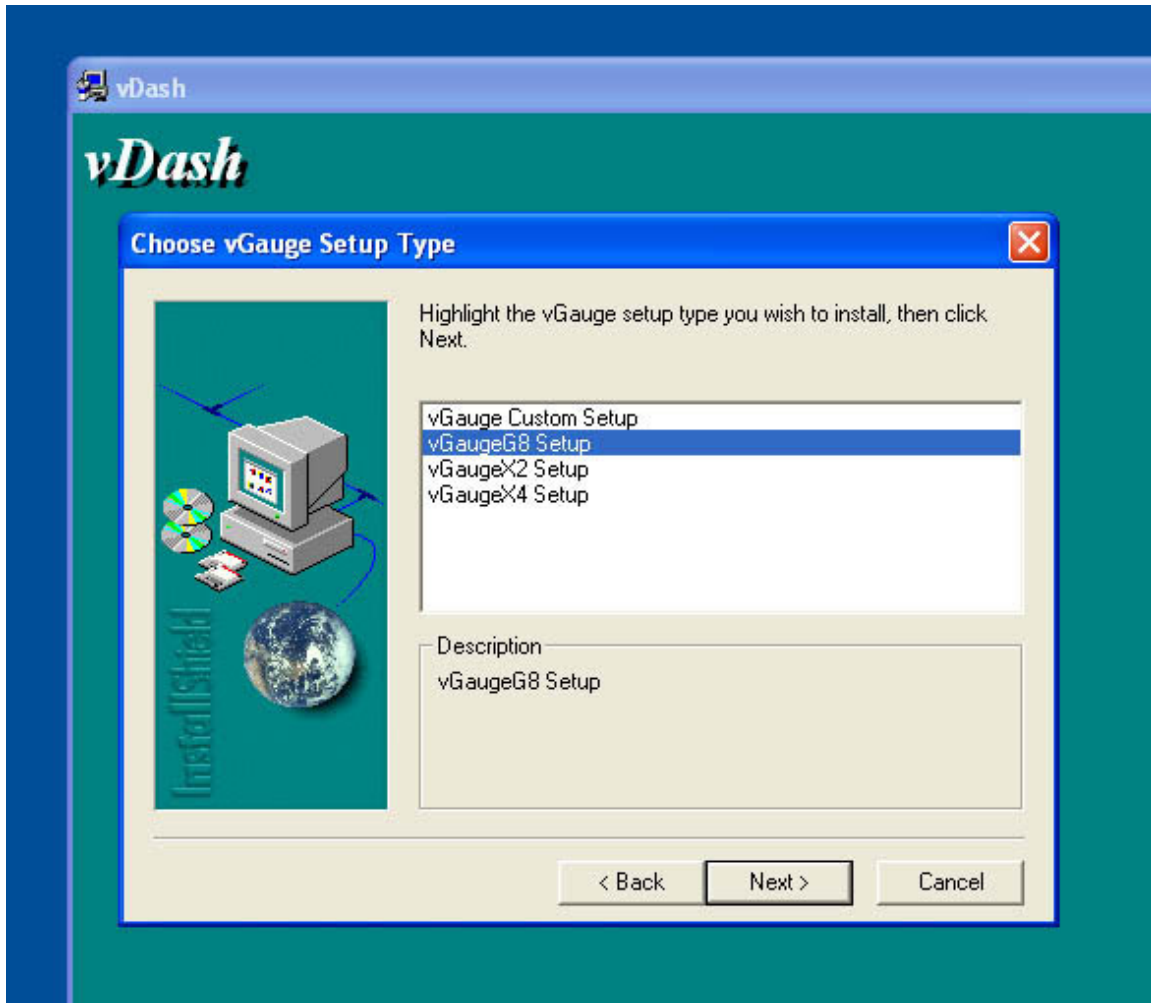 vDash
vDash
Choose vGauge Setup Type
Highlight the vGauge setup type you wish to install, then click
Next.
vGauge Custom Setup
vGaugeG8 Setup
vGaugeX2 Setup
vGaugeX4 Setup
InstallShield
Description
vGaugeG8 Setup
< Back
Next >
Cancel